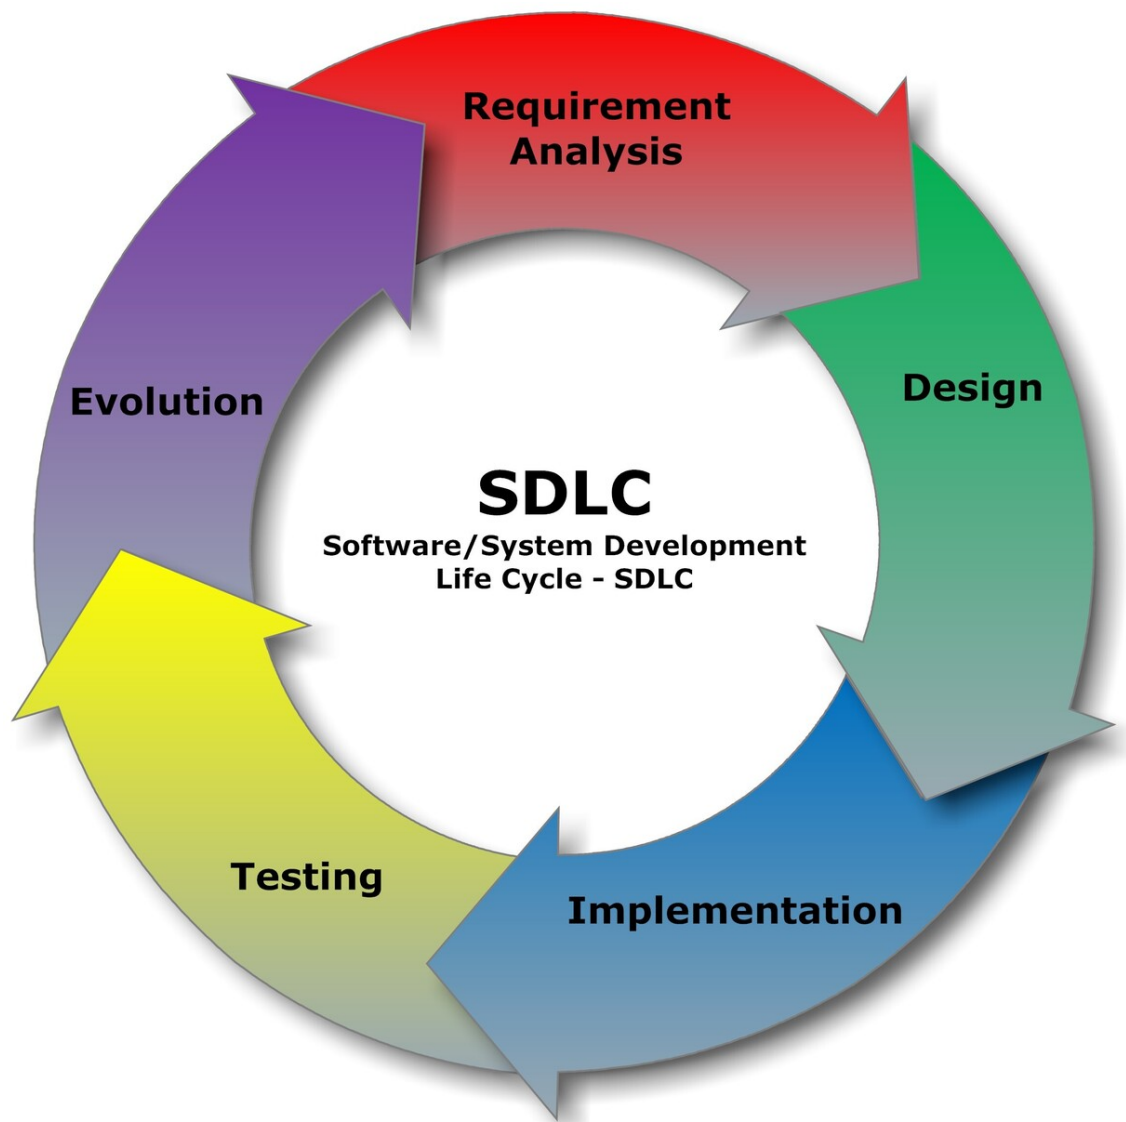 Requirement
Analysis
Design
Evolution
SDLC
Software/System Development
Life Cycle - SDLC
Testing
Implementation